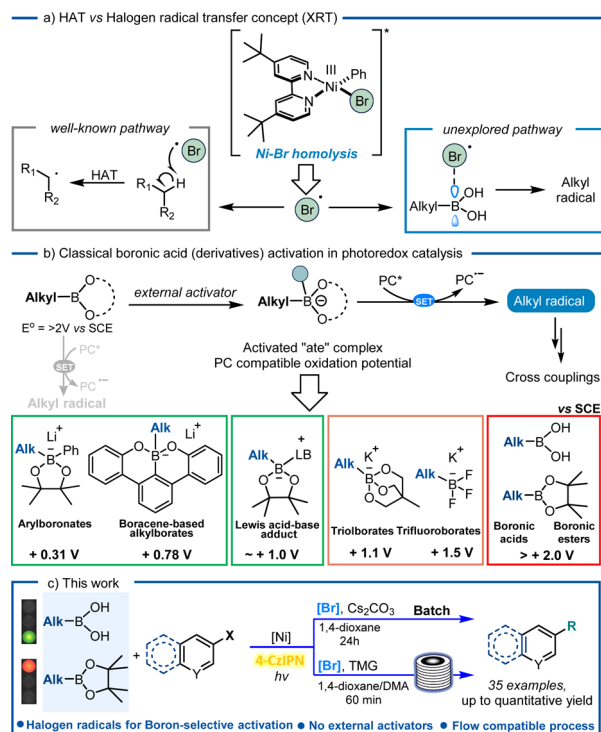 a) HAT vs Halogen radical transfer concept (XRT)
*
III
Ph
N
Ni
N
Br
Ni-Br homolysis
well-known pathway
Br
R1
H
R2
HAT
R1
R2
Br
unexplored pathway
Br
OH
Alkyl—B
OH
Alkyl
radical
b) Classical boronic acid (derivatives) activation in photoredox catalysis
Alkyl—B
O
O
E° = >2V vs SCE
PC*
SET
PC•−
Alkyl radical
external activator
Alkyl—B
O
O
⊖
Activated "ate" complex
PC compatible oxidation potential
PC*
PC•−
SET
Alkyl radical
Cross couplings
vs SCE
Li+
Alk
Ph
B
O
O
Arylboronates
+ 0.31 V
Alk
Li+
O
B
O
Boracene-based
alkylborates
+ 0.78 V
Alk
+
LB
B
O
O
Lewis acid-base
adduct
~ + 1.0 V
K+
Alk
B
O
O
O
Triolborates
+ 1.1 V
K+
Alk
B
F
F
F
Trifluoroborates
+ 1.5 V
OH
Alk—B
OH
O
Alk—B
O
Boronic
acids
Boronic
esters
> + 2.0 V
c) This work
OH
Alk—B
OH
O
Alk—B
O
+
X
Y
[Ni]
4-CzIPN
hν
[Br], Cs2CO3
1,4-dioxane
24h
Batch
[Br], TMG
1,4-dioxane/DMA
60 min
R
Y
35 examples,
up to quantitative yield
● Halogen radicals for Boron-selective activation ● No external activators ● Flow compatible process